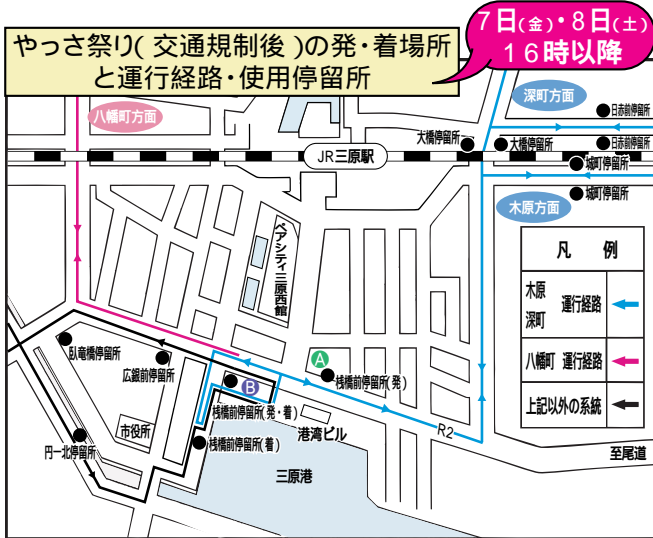 やっさ祭り( 交通規制後 )の発・着場所
と運行経路・使用停留所
7日(金)・8日(土)
16時以降
八幡町方面
深町方面
日赤前停留所
大橋停留所
大橋停留所
日赤前停留所
JR三原駅
城町停留所
城町停留所
木原方面
ペアシティ三原西館
凡 例
木原
深町
運行経路
八幡町 運行経路
上記以外の系統
臥竜橋停留所
広銀前停留所
A
桟橋前停留所(発)
B
桟橋前停留所(発・着)
市役所
港湾ビル
R2
円一北停留所
桟橋前停留所(着)
三原港
至尾道